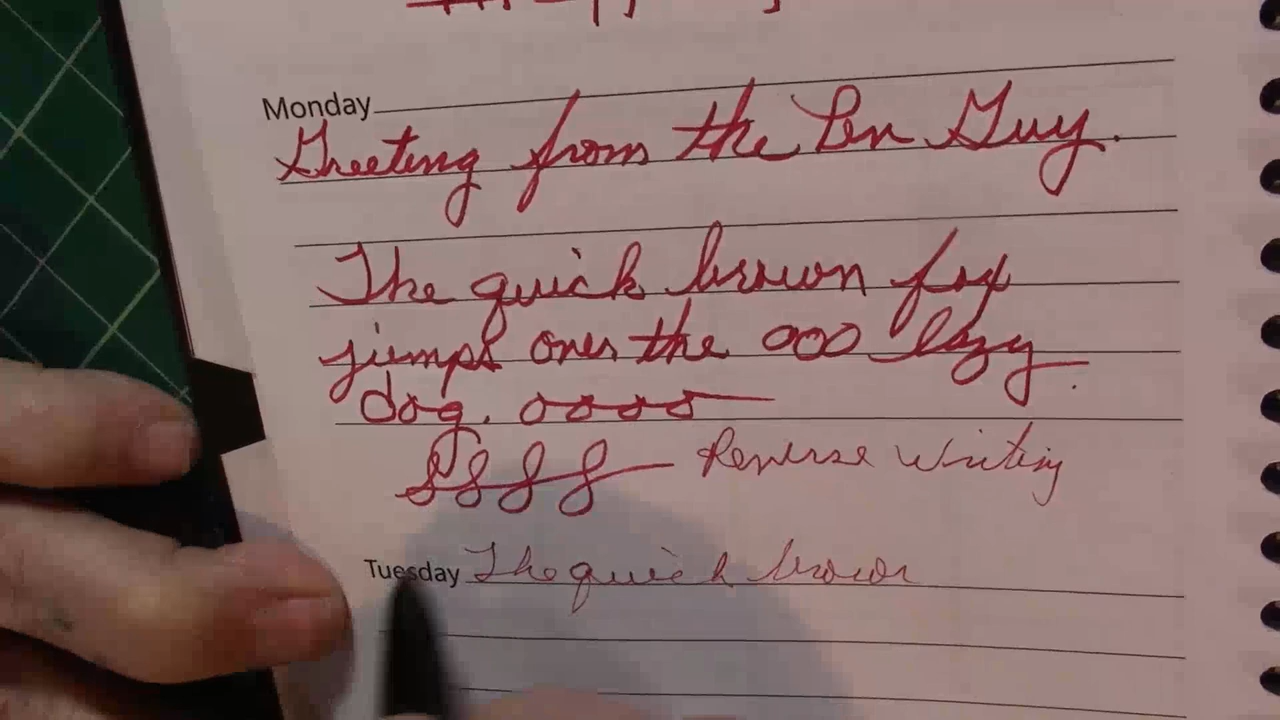 Monday
Greeting from the Pen Guy.
The quick brown fox
jumps over the ooo lazy
dog. oooo
Reverse Writing
Tuesday The quick brown